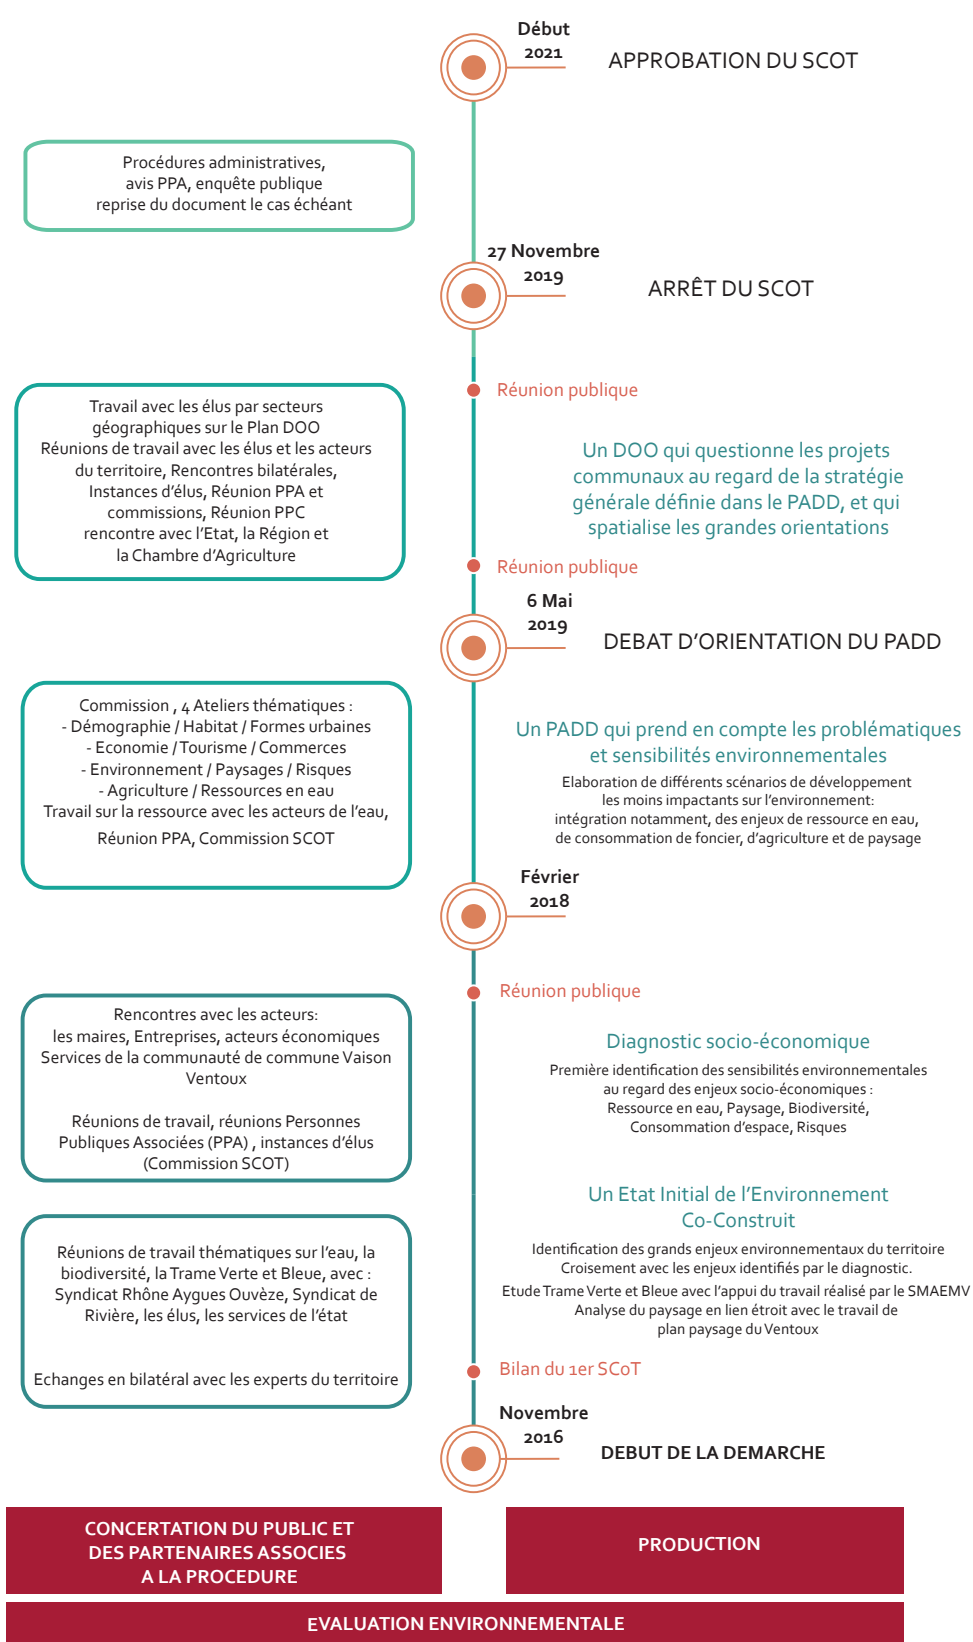 Début
2021
APPROBATION DU SCOT
Procédures administratives,
avis PPA, enquête publique
reprise du document le cas échéant
27 Novembre
2019
ARRÊT DU SCOT
Réunion publique
Travail avec les élus par secteurs
géographiques sur le Plan DOO
Réunions de travail avec les élus et les acteurs
du territoire, Rencontres bilatérales,
Instances d'élus, Réunion PPA et
commissions, Réunion PPC
rencontre avec l'Etat, la Région et
la Chambre d'Agriculture
Un DOO qui questionne les projets
communaux au regard de la stratégie
générale définie dans le PADD, et qui
spatialise les grandes orientations
Réunion publique
6 Mai
2019
DEBAT D'ORIENTATION DU PADD
Commission , 4 Ateliers thématiques :
- Démographie / Habitat / Formes urbaines
- Economie / Tourisme / Commerces
- Environnement / Paysages / Risques
- Agriculture / Ressources en eau
Travail sur la ressource avec les acteurs de l'eau,
Réunion PPA, Commission SCOT
Un PADD qui prend en compte les problématiques
et sensibilités environnementales
Elaboration de différents scénarios de développement
les moins impactants sur l'environnement:
intégration notamment, des enjeux de ressource en eau,
de consommation de foncier, d'agriculture et de paysage
Février
2018
Réunion publique
Rencontres avec les acteurs:
les maires, Entreprises, acteurs économiques
Services de la communauté de commune Vaison
Ventoux
Réunions de travail, réunions Personnes
Publiques Associées (PPA) , instances d'élus
(Commission SCOT)
Diagnostic socio-économique
Première identification des sensibilités environnementales
au regard des enjeux socio-économiques :
Ressource en eau, Paysage, Biodiversité,
Consommation d'espace, Risques
Un Etat Initial de l'Environnement
Co-Construit
Identification des grands enjeux environnementaux du territoire
Croisement avec les enjeux identifiés par le diagnostic.
Etude Trame Verte et Bleue avec l'appui du travail réalisé par le SMAEMV
Analyse du paysage en lien étroit avec le travail de
plan paysage du Ventoux
Réunions de travail thématiques sur l'eau, la
biodiversité, la Trame Verte et Bleue, avec :
Syndicat Rhône Aygues Ouvèze, Syndicat de
Rivière, les élus, les services de l'état
Echanges en bilatéral avec les experts du territoire
Bilan du 1er SCoT
Novembre
2016
DEBUT DE LA DEMARCHE
CONCERTATION DU PUBLIC ET
DES PARTENAIRES ASSOCIES
A LA PROCEDURE
PRODUCTION
EVALUATION ENVIRONNEMENTALE